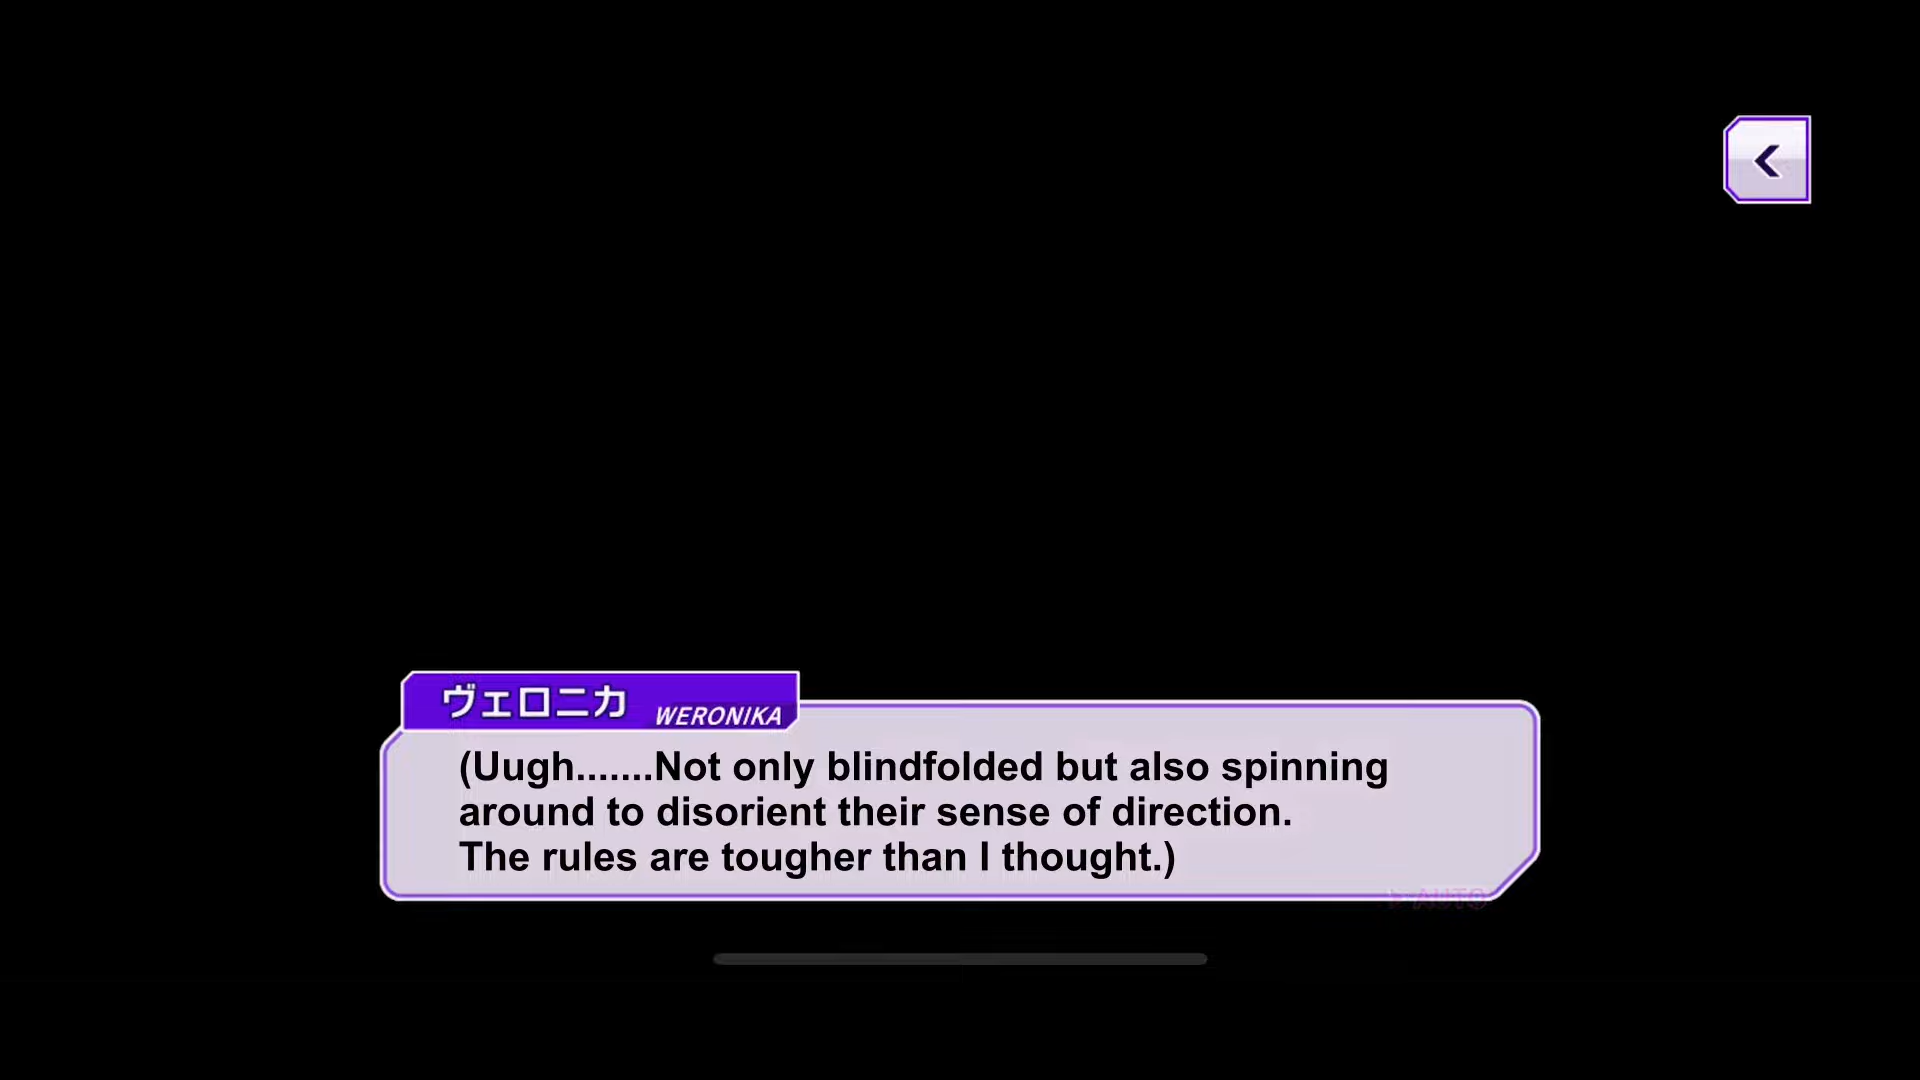 ヴェロニカ WERONIKA
(Uugh.......Not only blindfolded but also spinning
around to disorient their sense of direction.
The rules are tougher than I thought.)
AUTO